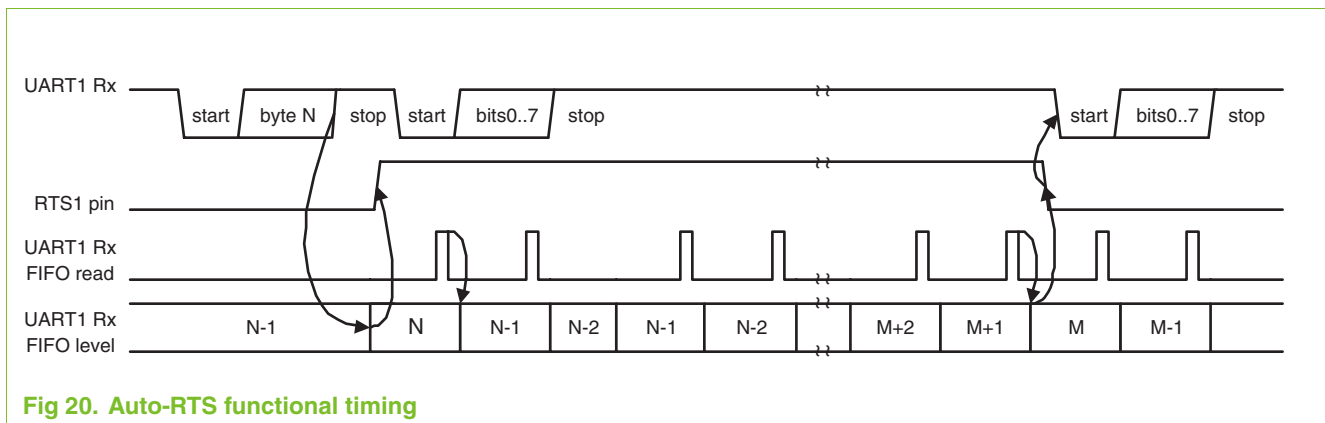 UART1 Rx
start byte N stop start bits0..7 stop start bits0..7 stop
RTS1 pin
UART1 Rx
FIFO read
UART1 Rx
FIFO level
N-1 N N-1 N-2 N-1 N-2 M+2 M+1 M M-1
Fig 20. Auto-RTS functional timing